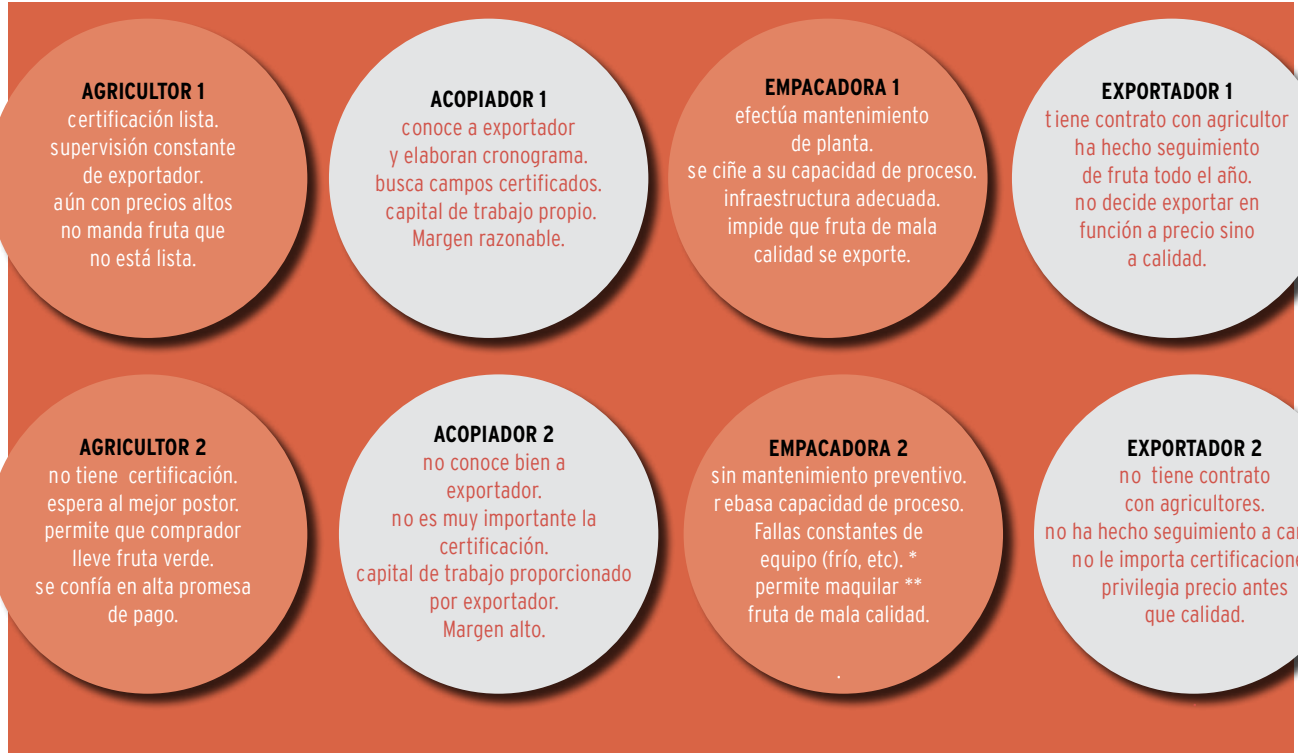 AGRICULTOR 1
certificación lista.
supervisión constante
de exportador.
aún con precios altos
no manda fruta que
no está lista.
ACOPIADOR 1
conoce a exportador
y elaboran cronograma.
busca campos certificados.
capital de trabajo propio.
Margen razonable.
EMPACADORA 1
efectúa mantenimiento
de planta.
se ciñe a su capacidad de proceso.
infraestructura adecuada.
impide que fruta de mala
calidad se exporte.
EXPORTADOR 1
tiene contrato con agricultor
ha hecho seguimiento
de fruta todo el año.
no decide exportar en
función a precio sino
a calidad.
AGRICULTOR 2
no tiene certificación.
espera al mejor postor.
permite que comprador
lleve fruta verde.
se confía en alta promesa
de pago.
ACOPIADOR 2
no conoce bien a
exportador.
no es muy importante la
certificación.
capital de trabajo proporcionado
por exportador.
Margen alto.
EMPACADORA 2
sin mantenimiento preventivo.
rebasa capacidad de proceso.
Fallas constantes de
equipo (frío, etc). *
permite maquilar **
fruta de mala calidad.
.
EXPORTADOR 2
no tiene contrato
con agricultores.
no ha hecho seguimiento a
no le importa
privilegia precio antes
que calidad.